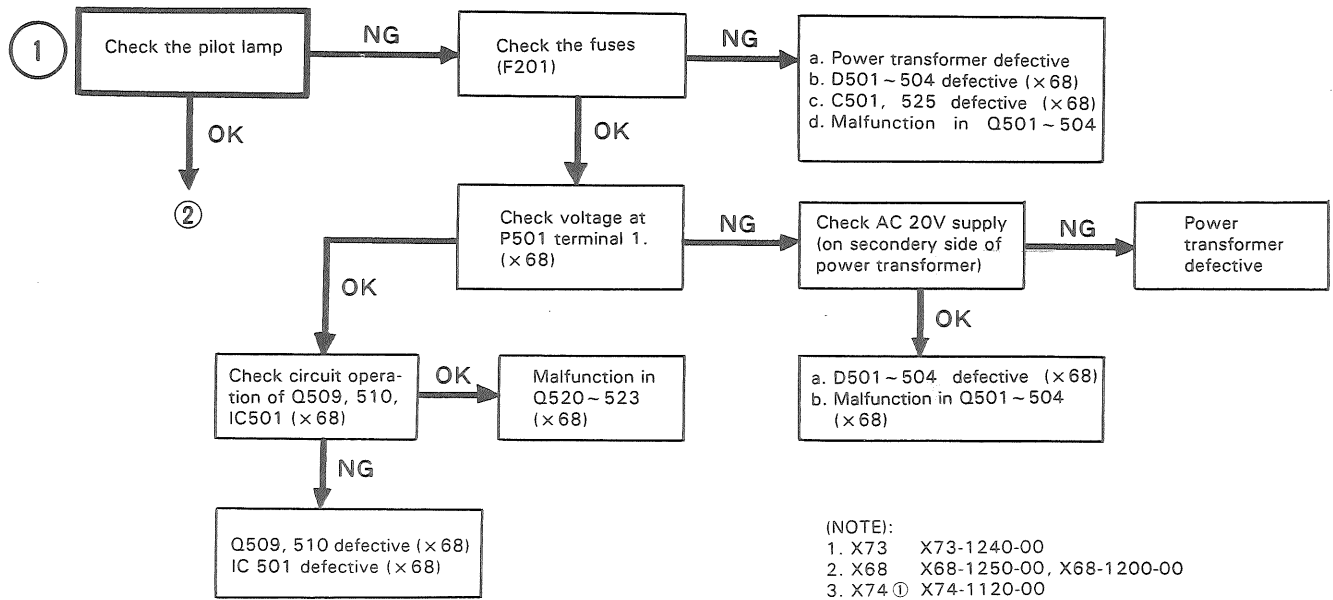 ①
Check the pilot lamp
NG
Check the fuses
(F201)
NG
a. Power transformer defective
b. D501~504 defective (×68)
c. C501, 525 defective (×68)
d. Malfunction in Q501~504
OK
②
OK
Check voltage at
P501 terminal 1.
(×68)
NG
Check AC 20V supply
(on secondery side of
power transformer)
NG
Power
transformer
defective
OK
OK
Check circuit opera-
tion of Q509, 510,
IC501 (×68)
OK
Malfunction in
Q520~523
(×68)
a. D501~504 defective (×68)
b. Malfunction in Q501~504
(×68)
NG
Q509, 510 defective (×68)
IC 501 defective (×68)
(NOTE):
1. X73 X73-1240-00
2. X68 X68-1250-00, X68-1200-00
3. X74 ① X74-1120-00